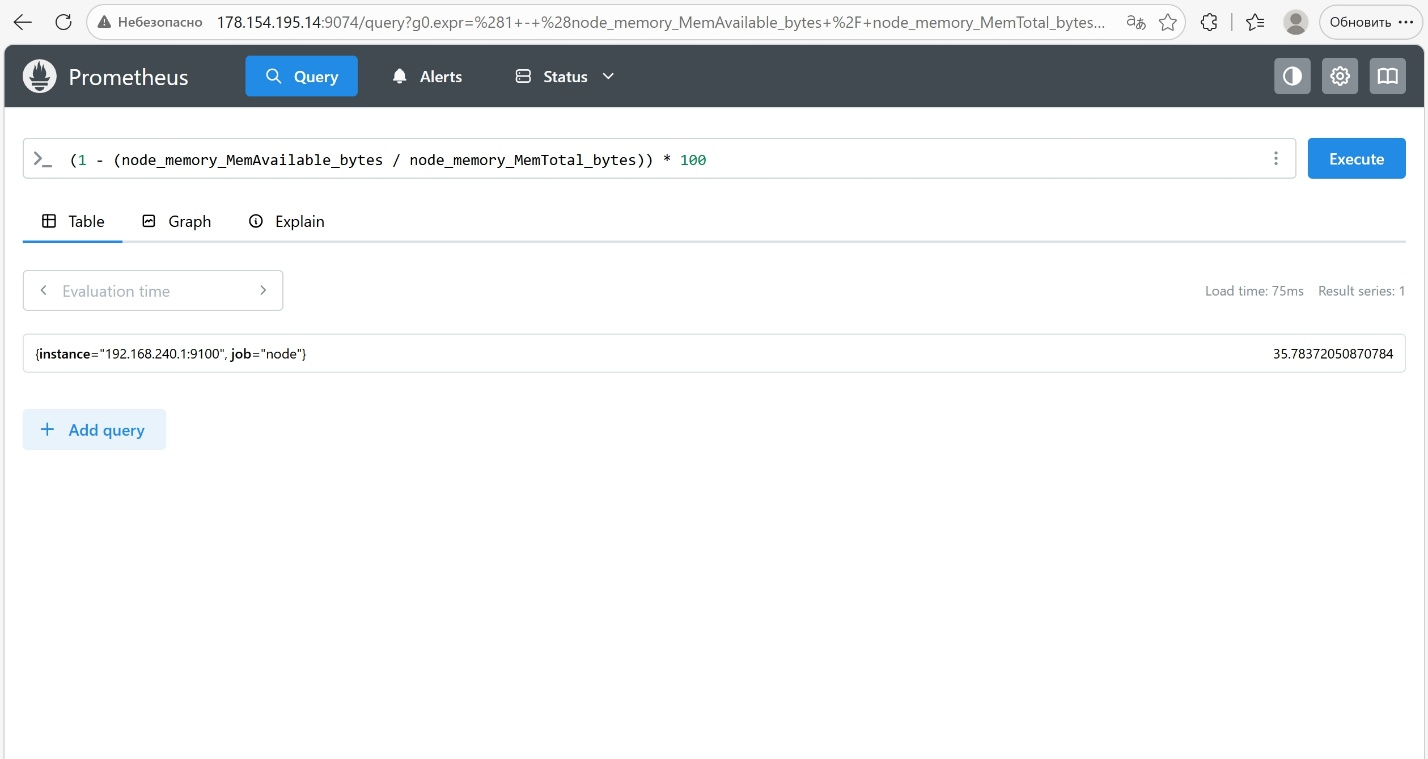 Небезопасно 178.154.195.14:9074/query?g0.expr=%281+-+%28node_memory_MemAvailable_bytes+%2F+node_memory_MemTotal_bytes... Обновить
Prometheus Query Alerts Status
(1 - (node_memory_MemAvailable_bytes / node_memory_MemTotal_bytes)) * 100 Execute
Table Graph Explain
Evaluation time Load time: 75ms Result series: 1
{instance="192.168.240.1:9100", job="node"} 35.78372050870784
+ Add query